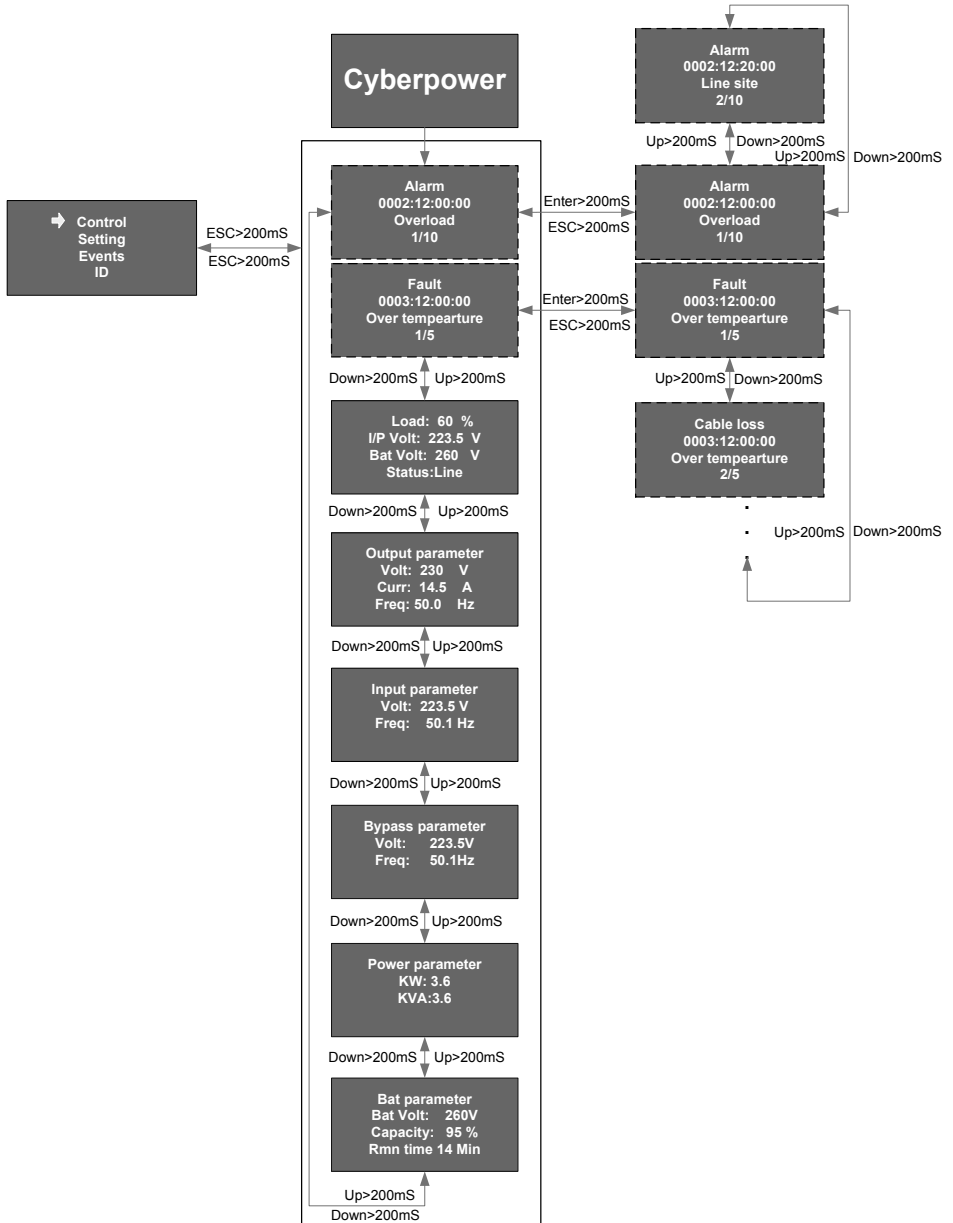 Cyberpower
Alarm
0002:12:20:00
Line site
2/10
Up>200mS Down>200mS
Up>200mS Down>200mS
Control
Setting
Events
ID
ESC>200mS
ESC>200mS
Alarm
0002:12:00:00
Overload
1/10
Enter>200mS
ESC>200mS
Alarm
0002:12:00:00
Overload
1/10
Fault
0003:12:00:00
Over tempearture
1/5
Enter>200mS
ESC>200mS
Fault
0003:12:00:00
Over tempearture
1/5
Down>200mS Up>200mS
Up>200mS Down>200mS
Load: 60 %
I/P Volt: 223.5 V
Bat Volt: 260 V
Status:Line
Cable loss
0003:12:00:00
Over tempearture
2/5
Down>200mS Up>200mS
Up>200mS Down>200mS
Output parameter
Volt: 230 V
Curr: 14.5 A
Freq: 50.0 Hz
Down>200mS Up>200mS
Input parameter
Volt: 223.5 V
Freq: 50.1 Hz
Down>200mS Up>200mS
Bypass parameter
Volt: 223.5V
Freq: 50.1Hz
Down>200mS Up>200mS
Power parameter
KW: 3.6
KVA:3.6
Down>200mS Up>200mS
Bat parameter
Bat Volt: 260V
Capacity: 95 %
Rmn time 14 Min
Up>200mS
Down>200mS